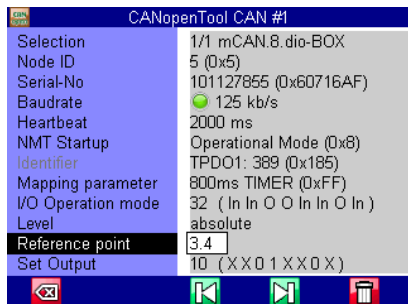 CANopenTool CAN #1
Selection 1/1 mCAN.8.dio-BOX
Node ID 5 (0x5)
Serial-No 101127855 (0x60716AF)
Baudrate 125 kb/s
Heartbeat 2000 ms
NMT Startup Operational Mode (0x8)
Identifier TPDO1: 389 (0x185)
Mapping parameter 800ms TIMER (0xFF)
I/O Operation mode 32 ( In In O O In In O In )
Level absolute
Reference point 3.4
Set Output 10 ( X X 0 1 X X 0 X )